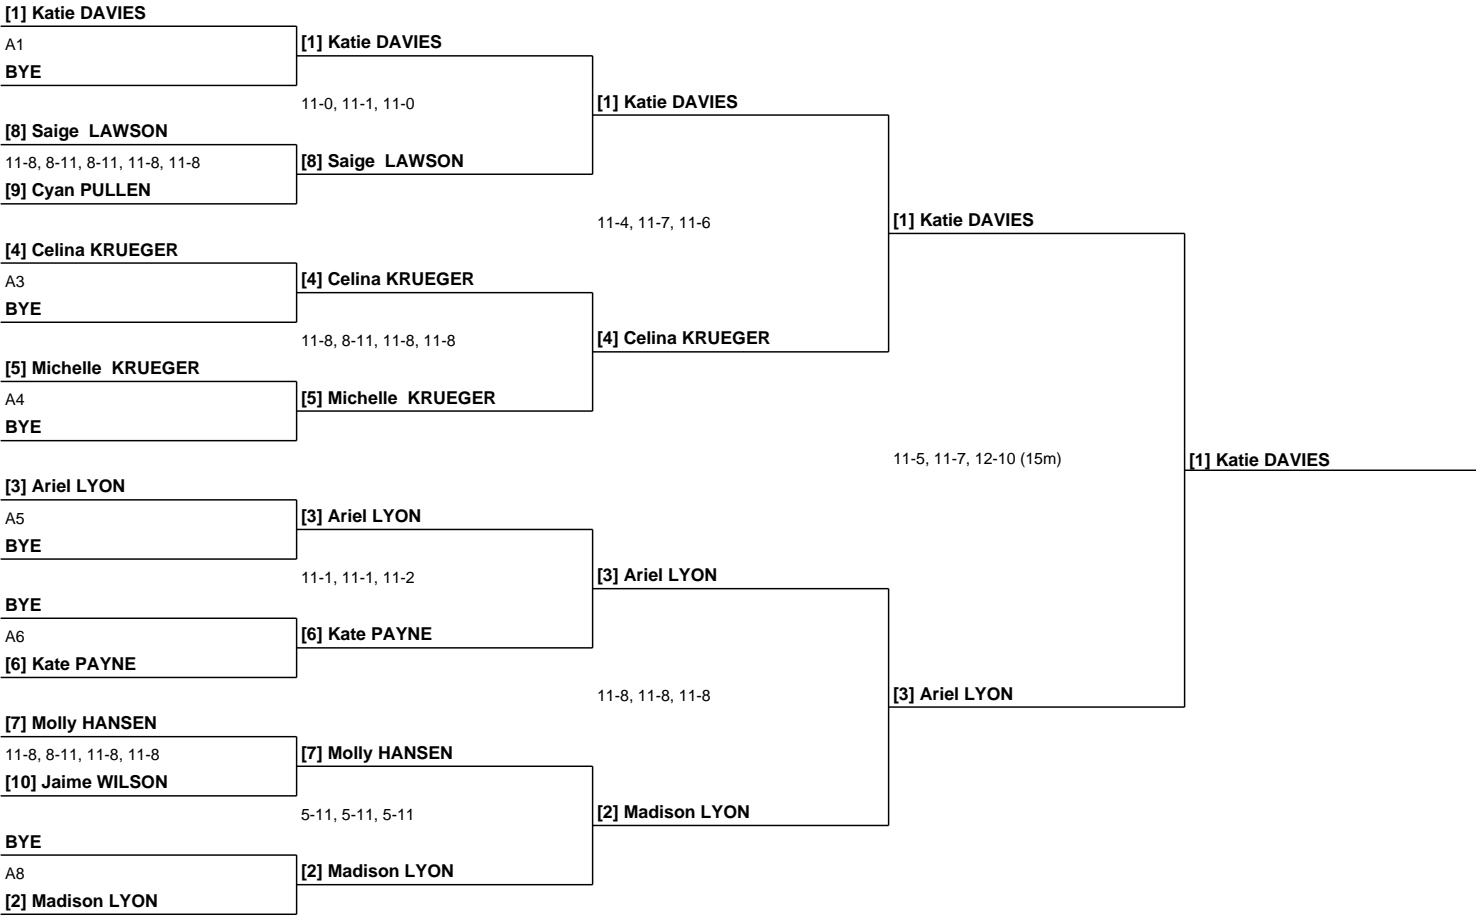 [1] Katie DAVIES
A1
BYE
[8] Saige  LAWSON
11-8, 8-11, 8-11, 11-8, 11-8
[9] Cyan PULLEN
[4] Celina KRUEGER
A3
BYE
[5] Michelle  KRUEGER
A4
BYE
[3] Ariel LYON
A5
BYE
BYE
A6
[6] Kate PAYNE
[7] Molly HANSEN
11-8, 8-11, 11-8, 11-8
[10] Jaime WILSON
BYE
A8
[2] Madison LYON
[1] Katie DAVIES
11-0, 11-1, 11-0
[8] Saige  LAWSON
[4] Celina KRUEGER
11-8, 8-11, 11-8, 11-8
[5] Michelle  KRUEGER
[3] Ariel LYON
11-1, 11-1, 11-2
[6] Kate PAYNE
[7] Molly HANSEN
5-11, 5-11, 5-11
[2] Madison LYON
[1] Katie DAVIES
11-4, 11-7, 11-6
[4] Celina KRUEGER
[3] Ariel LYON
11-8, 11-8, 11-8
[2] Madison LYON
[1] Katie DAVIES
11-5, 11-7, 12-10 (15m)
[3] Ariel LYON
[1] Katie DAVIES